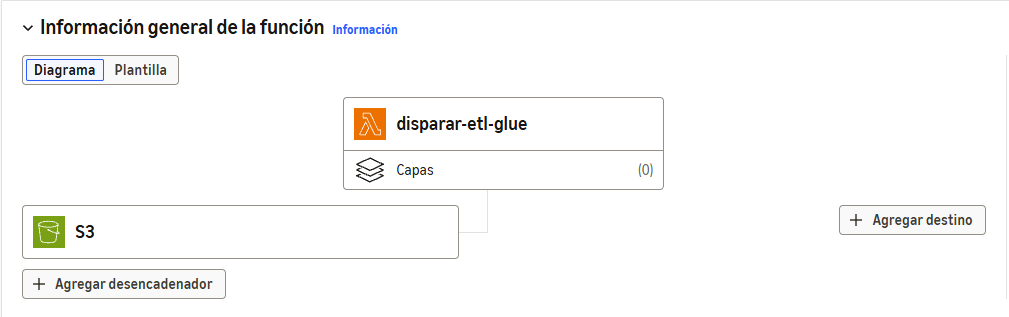 Información general de la función Información
Diagrama Plantilla
disparar-etl-glue
Capas (0)
S3
+ Agregar destino
+ Agregar desencadenador